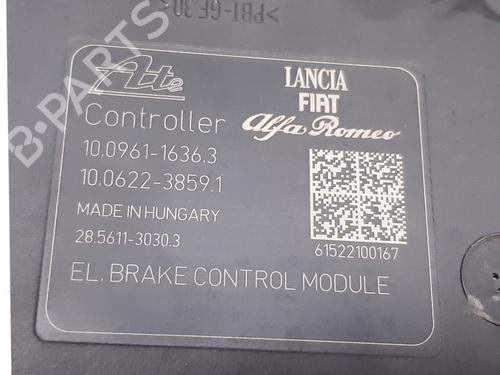 >PBT-GF30<
Ate
LANCIA
FIAT
Alfa Romeo
Controller
10.0961-1636.3
10.0622-3859.1
MADE IN HUNGARY
28.5611-3030.3
61522100167
EL. BRAKE CONTROL MODULE
B-PARTS